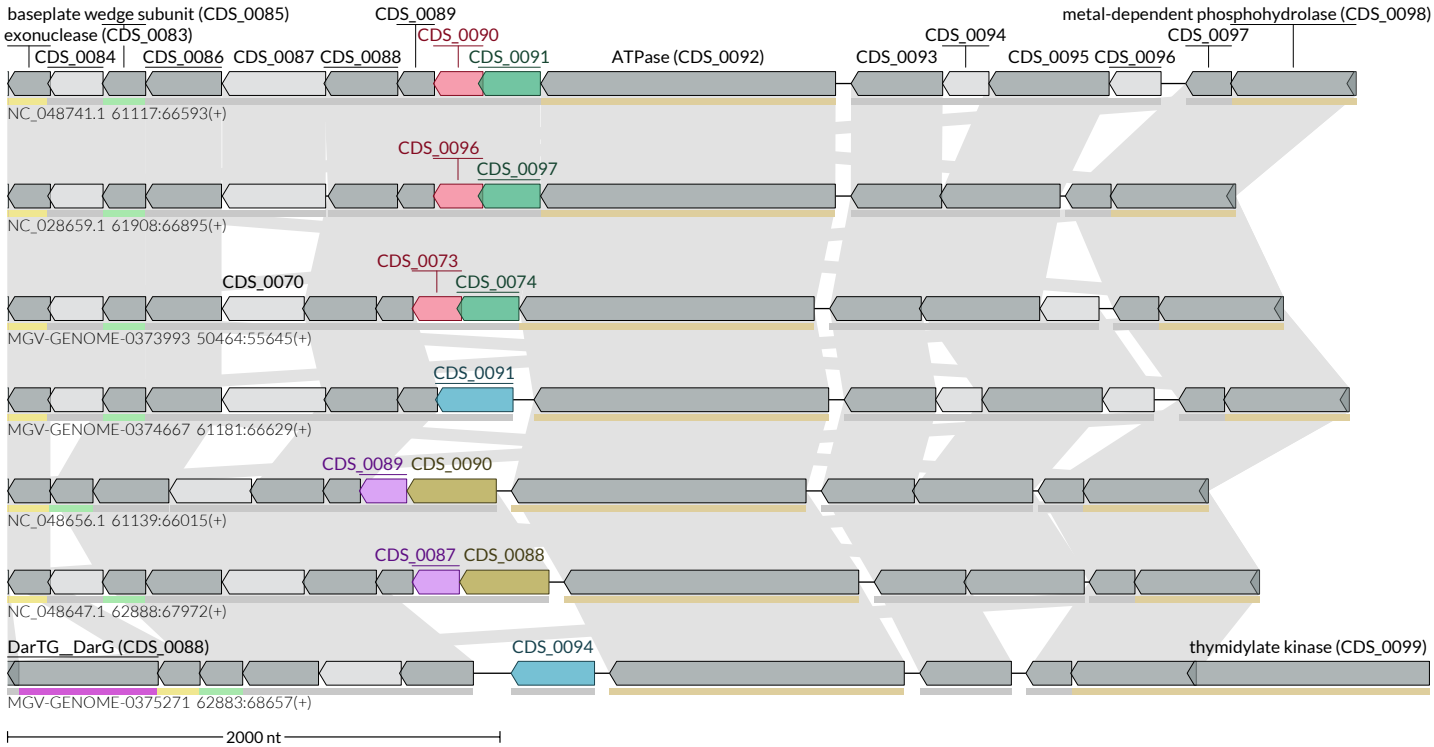 baseplate wedge subunit (CDS_0085) CDS_0089 metal-dependent phosphohydrolase (CDS_0098)
exonuclease (CDS_0083) CDS_0090 CDS_0094 CDS_0097
CDS_0084 CDS_0086 CDS_0087 CDS_0088 CDS_0091 ATPase (CDS_0092) CDS_0093 CDS_0095 CDS_0096
NC_048741.1 61117:66593(+)
CDS_0096
CDS_0097
NC_028659.1 61908:66895(+)
CDS_0073
CDS_0070 CDS_0074
MGV-GENOME-0373993 50464:55645(+)
CDS_0091
MGV-GENOME-0374667 61181:66629(+)
CDS_0089 CDS_0090
NC_048656.1 61139:66015(+)
CDS_0087 CDS_0088
NC_048647.1 62888:67972(+)
DarTG__DarG (CDS_0088) CDS_0094 thymidylate kinase (CDS_0099)
MGV-GENOME-0375271 62883:68657(+)
2000 nt